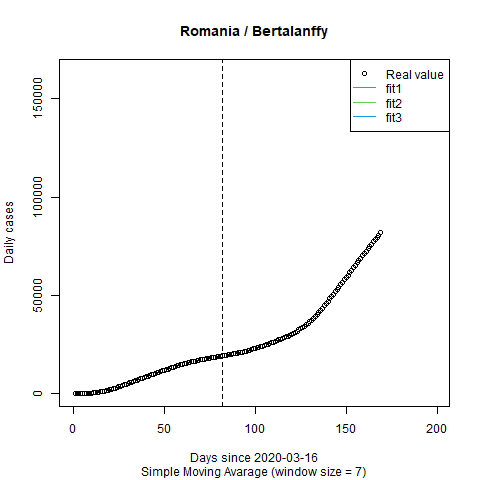 Romania / Bertalanffy
Real value
fit1
fit2
fit3
Daily cases
150000
100000
50000
0
0 50 100 150 200
Days since 2020-03-16
Simple Moving Avarage (window size = 7)